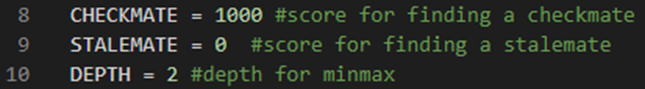 8 CHECKMATE = 1000 #score for finding a checkmate
9 STALEMATE = 0 #score for finding a stalemate
10 DEPTH = 2 #depth for minmax